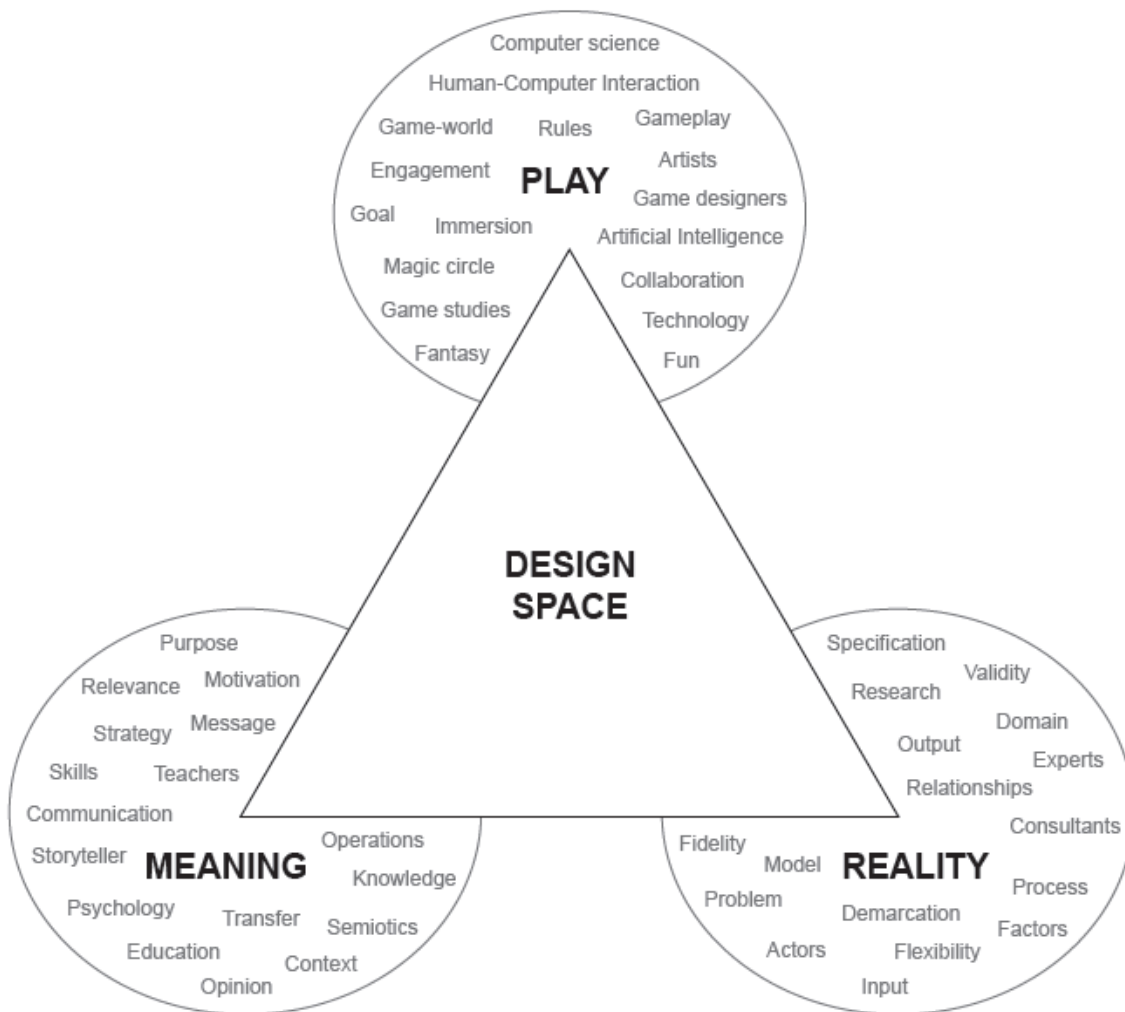 Computer science
Human-Computer Interaction
Game-world
Rules
Gameplay
Engagement
PLAY
Artists
Game designers
Goal
Immersion
Artificial Intelligence
Magic circle
Collaboration
Game studies
Technology
Fantasy
Fun
DESIGN
SPACE
Purpose
Relevance
Motivation
Strategy
Message
Skills
Teachers
Communication
Operations
Storyteller
MEANING
Knowledge
Psychology
Transfer
Semiotics
Education
Context
Opinion
Specification
Validity
Research
Domain
Output
Experts
Relationships
Consultants
Fidelity
Model
REALITY
Process
Problem
Demarcation
Factors
Actors
Flexibility
Input